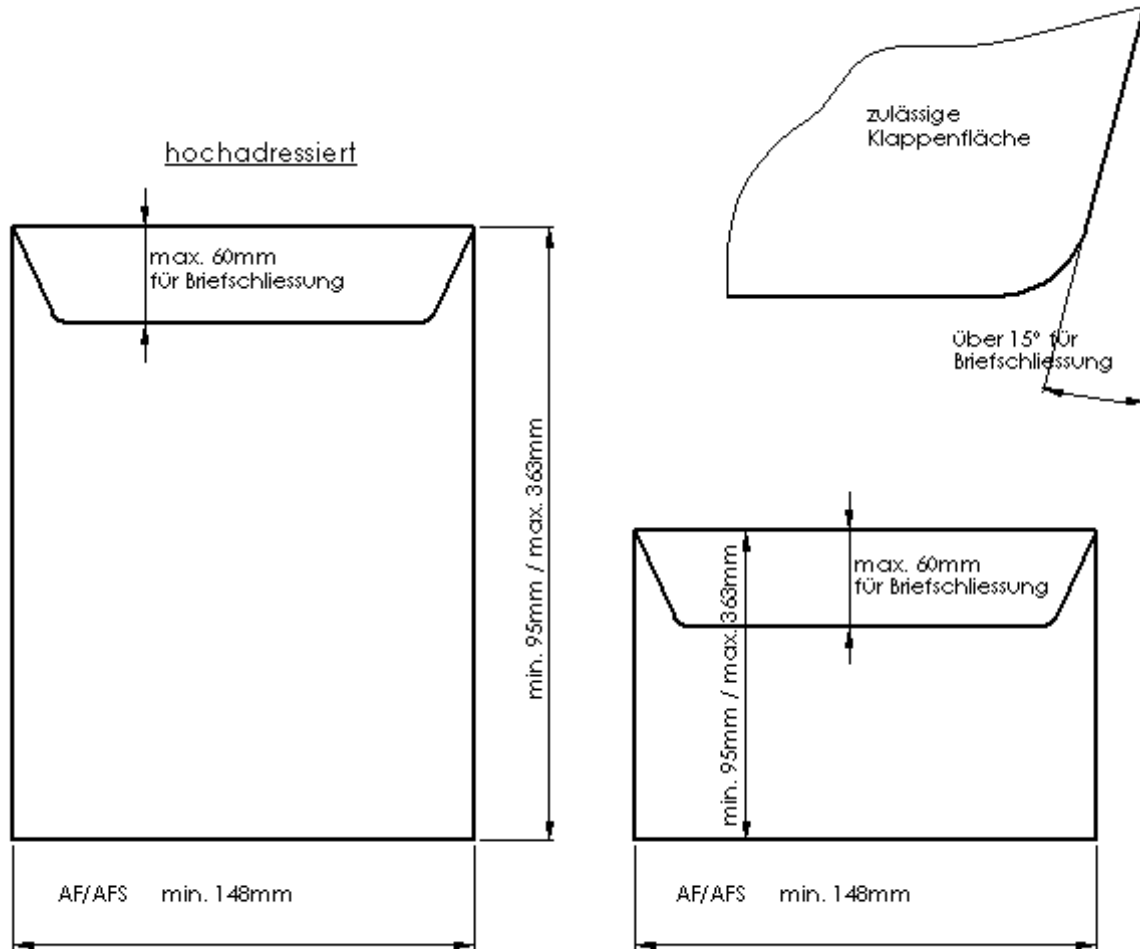 hochadressiert
max. 60mm
für Briefschliessung
min. 95mm / max. 363mm
AF/AFS min. 148mm
zulässige
Klappenfläche
über 15° für
Briefschliessung
max. 60mm
für Briefschliessung
min. 95mm / max. 363mm
AF/AFS min. 148mm